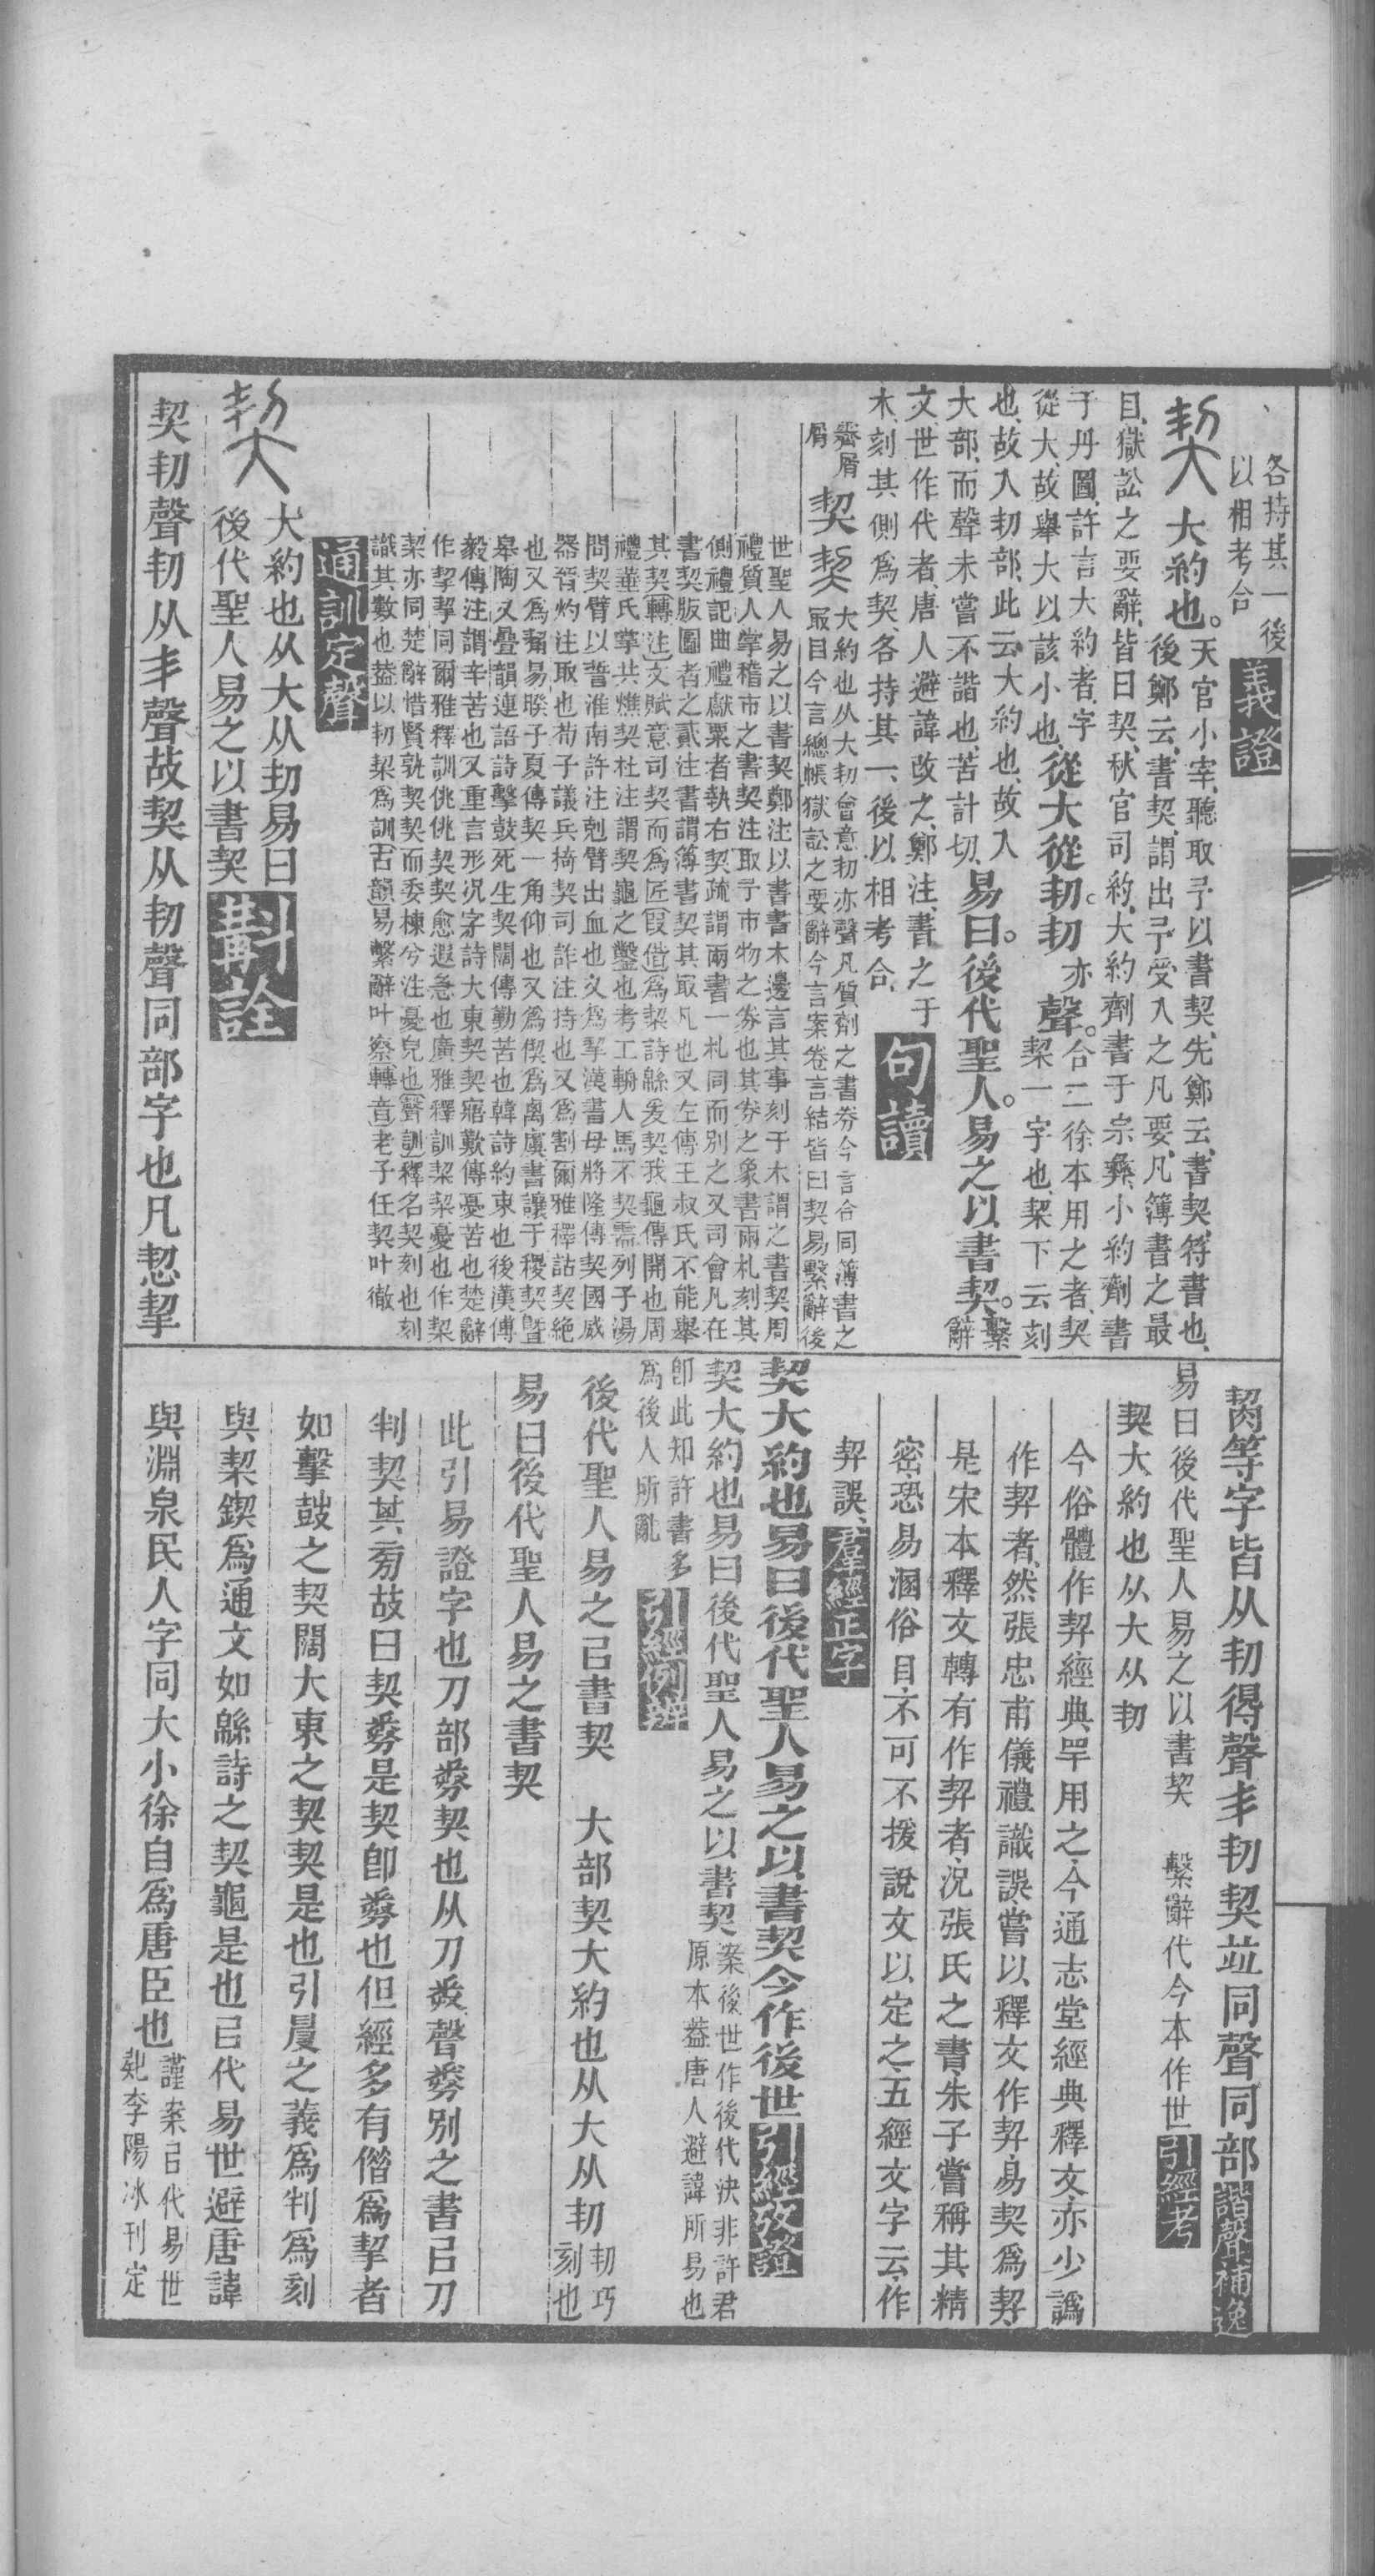 各持其一後
以相考合
義證
契
大約也。
天官小宰、聽取予以書契、先鄭云、書契、符書也、
後鄭云、書契、謂出予受入之凡要、凡簿書之最
目、獄訟之要辭、皆曰契、秋官司約、大約劑書于宗彝、小約劑書
于丹圖、許言大約者、字
從大、故舉大以該小也、
從大從㓞。㓞亦聲。
合二徐本用之者、契
栔一字也、栔下云刻
也、故入㓞部、此云大約也、故入
大部、而聲未嘗不諧也、苦計切、
易曰。後代聖人。易之以書契。
繫
辭
文世作代者、唐人避諱改之、鄭注、書之于
木、刻其側爲契、各持其一、後以相考合、
句讀
霽屑
屑
契
大約也从大㓞會意㓞亦聲凡質劑之書券今言合同簿書之
最目今言總帳獄訟之要辭今言案卷言結皆曰契易繫辭後
世聖人易之以書契鄭注以書書木邊言其事刻于木謂之書契周
禮質人掌稽市之書契注取予市物之券也其券之象書兩札刻其
側禮記曲禮獻粟者執右契疏謂兩書一札同而別之又司會凡在
書契版圖者之貳注書謂簿書契其取凡也又左傳王叔氏不能舉
其契轉注文賦意司契而爲匠叚借爲栔詩緜爰契我龜傳開也周
禮菙氏掌共燋契杜注謂契龜之鑿也考工輈人馬不契需列子湯
問契臂以誓淮南許注剋臂出血也又爲挈漢書毋將隆傳契國威
器晉灼注取也荀子議兵掎契司詐注持也又爲割爾雅釋詁契絕
也又爲觢易睽子夏傳契一角仰也又爲偰爲禼虞書讓于稷契暨
皋陶又疊韻連語詩擊鼓死生契闊傳勤苦也韓詩約束也後漢傅
毅傳注謂辛苦也又重言形況字詩大東契契寤歎傳憂苦也楚辭
作挈挈同爾雅釋訓佻佻契契愈遐急也廣雅釋訓栔栔憂也作栔
栔亦同楚辭惜賢孰契契而委棟兮注憂皃也聲訓釋名契刻也刻
識其數也葢以㓞栔爲訓古韻易繫辭叶察轉音老子任契叶徹
通訓定聲
契
大約也从大从㓞易曰
後代聖人易之以書契
斠詮
契㓞聲㓞从丯聲故契从㓞聲同部字也凡恝挈
㓶等字皆从㓞得聲丯㓞契竝同聲同部
諧聲補逸
易曰後代聖人易之以書契　繫辭代今本作世
引經考
契大約也从大从㓞
今俗體作契經典罕用之、今通志堂經典釋文、亦少譌
作契者、然張忠甫儀禮識誤、嘗以釋文作契、易契爲契、
是宋本釋文轉有作契者、況張氏之書、朱子嘗稱其精
密、恐易溷俗目、不可不援說文以定之、五經文字云、作
契誤、
羣經正字
契大約也易曰後代聖人易之以書契今作後世
引經攷證
契大約也易曰後代聖人易之以書契
案後世作後代決非許君
原本葢唐人避諱所易也
卽此知許書多
爲後人所亂
引經例辨
後代聖人易之㠯書契　大部契大約也从大从㓞
㓞巧
刻也
易曰後代聖人易之書契
此引易證字也刀部券契也从刀𢍏聲券別之書㠯刀
判契其旁故曰契券是契卽券也但經多有借爲挈者
如擊鼓之契闊大東之契契是也引㫷之義爲判爲刻
與栔鍥爲通文如緜詩之契龜是也㠯代易世避唐諱
與淵泉民人字同大小徐自爲唐臣也
謹案㠯代易世
李陽冰刊定